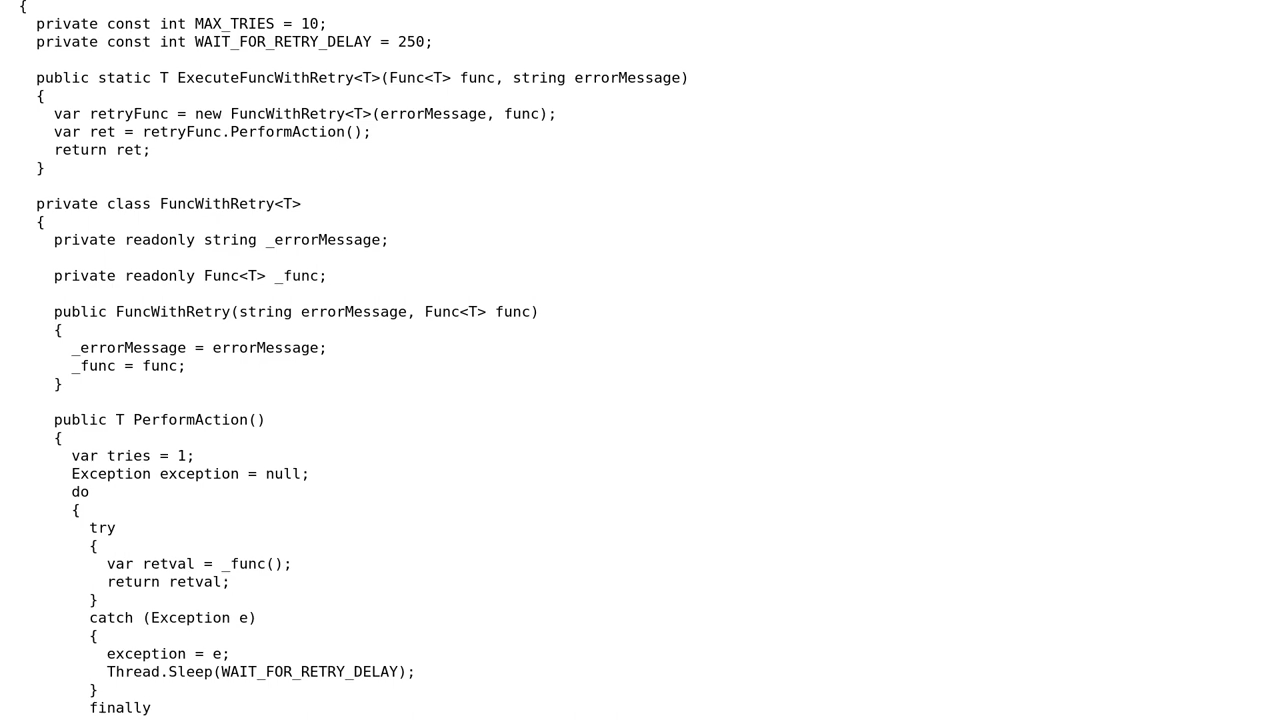 {
private const int MAX_TRIES = 10;
private const int WAIT_FOR_RETRY_DELAY = 250;
public static T ExecuteFuncWithRetry<T>(Func<T> func, string errorMessage)
{
var retryFunc = new FuncWithRetry<T>(errorMessage, func);
var ret = retryFunc.PerformAction();
return ret;
}
private class FuncWithRetry<T>
{
private readonly string _errorMessage;
private readonly Func<T> _func;
public FuncWithRetry(string errorMessage, Func<T> func)
{
_errorMessage = errorMessage;
_func = func;
}
public T PerformAction()
{
var tries = 1;
Exception exception = null;
do
{
try
{
var retval = _func();
return retval;
}
catch (Exception e)
{
exception = e;
Thread.Sleep(WAIT_FOR_RETRY_DELAY);
}
finally